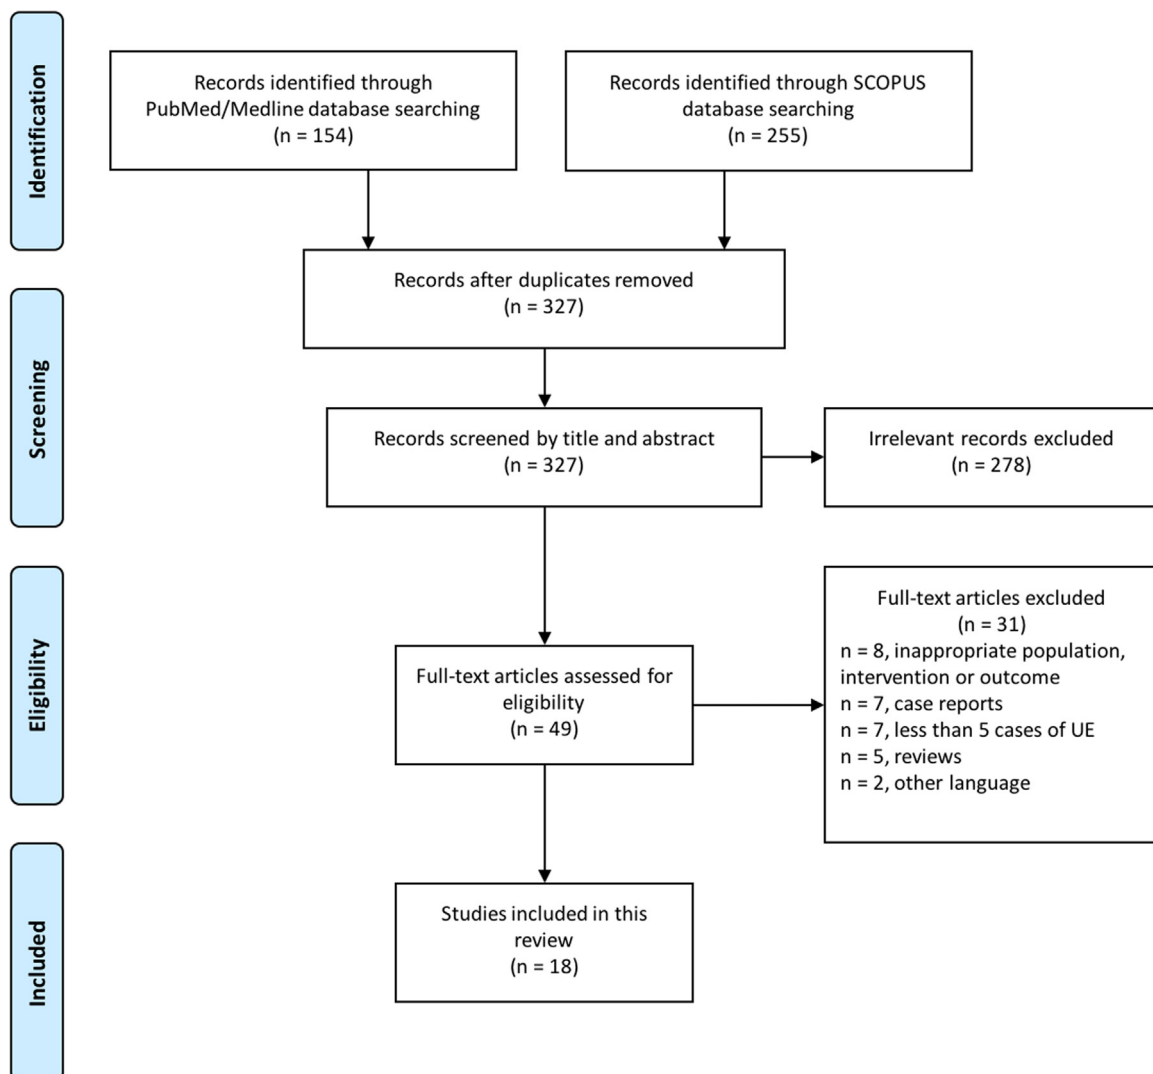 Identification
Records identified through
PubMed/Medline database searching
(n = 154)
Records identified through SCOPUS
database searching
(n = 255)
Records after duplicates removed
(n = 327)
Screening
Records screened by title and abstract
(n = 327)
Irrelevant records excluded
(n = 278)
Eligibility
Full-text articles assessed for
eligibility
(n = 49)
Full-text articles excluded
(n = 31)
n = 8, inappropriate population,
intervention or outcome
n = 7, case reports
n = 7, less than 5 cases of UE
n = 5, reviews
n = 2, other language
Included
Studies included in this
review
(n = 18)